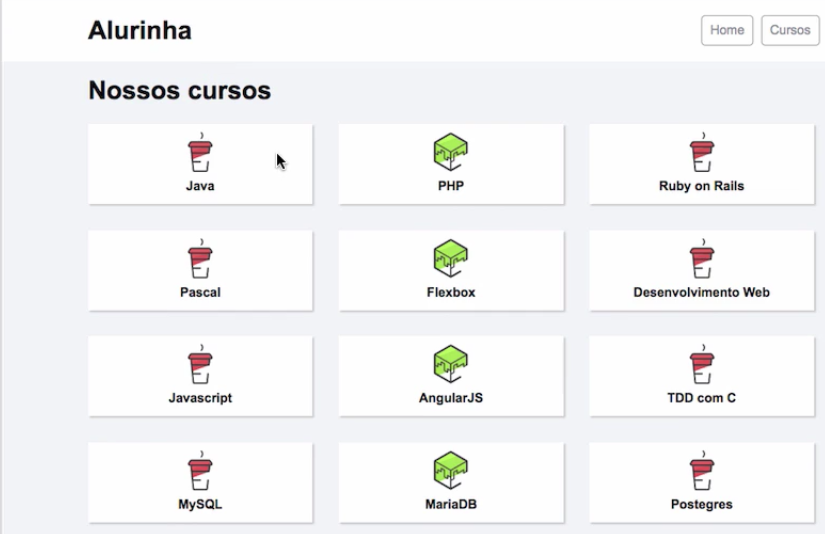 Alurinha
Home
Cursos
Nossos cursos
Java
PHP
Ruby on Rails
Pascal
Flexbox
Desenvolvimento Web
Javascript
AngularJS
TDD com C
MySQL
MariaDB
Postegres